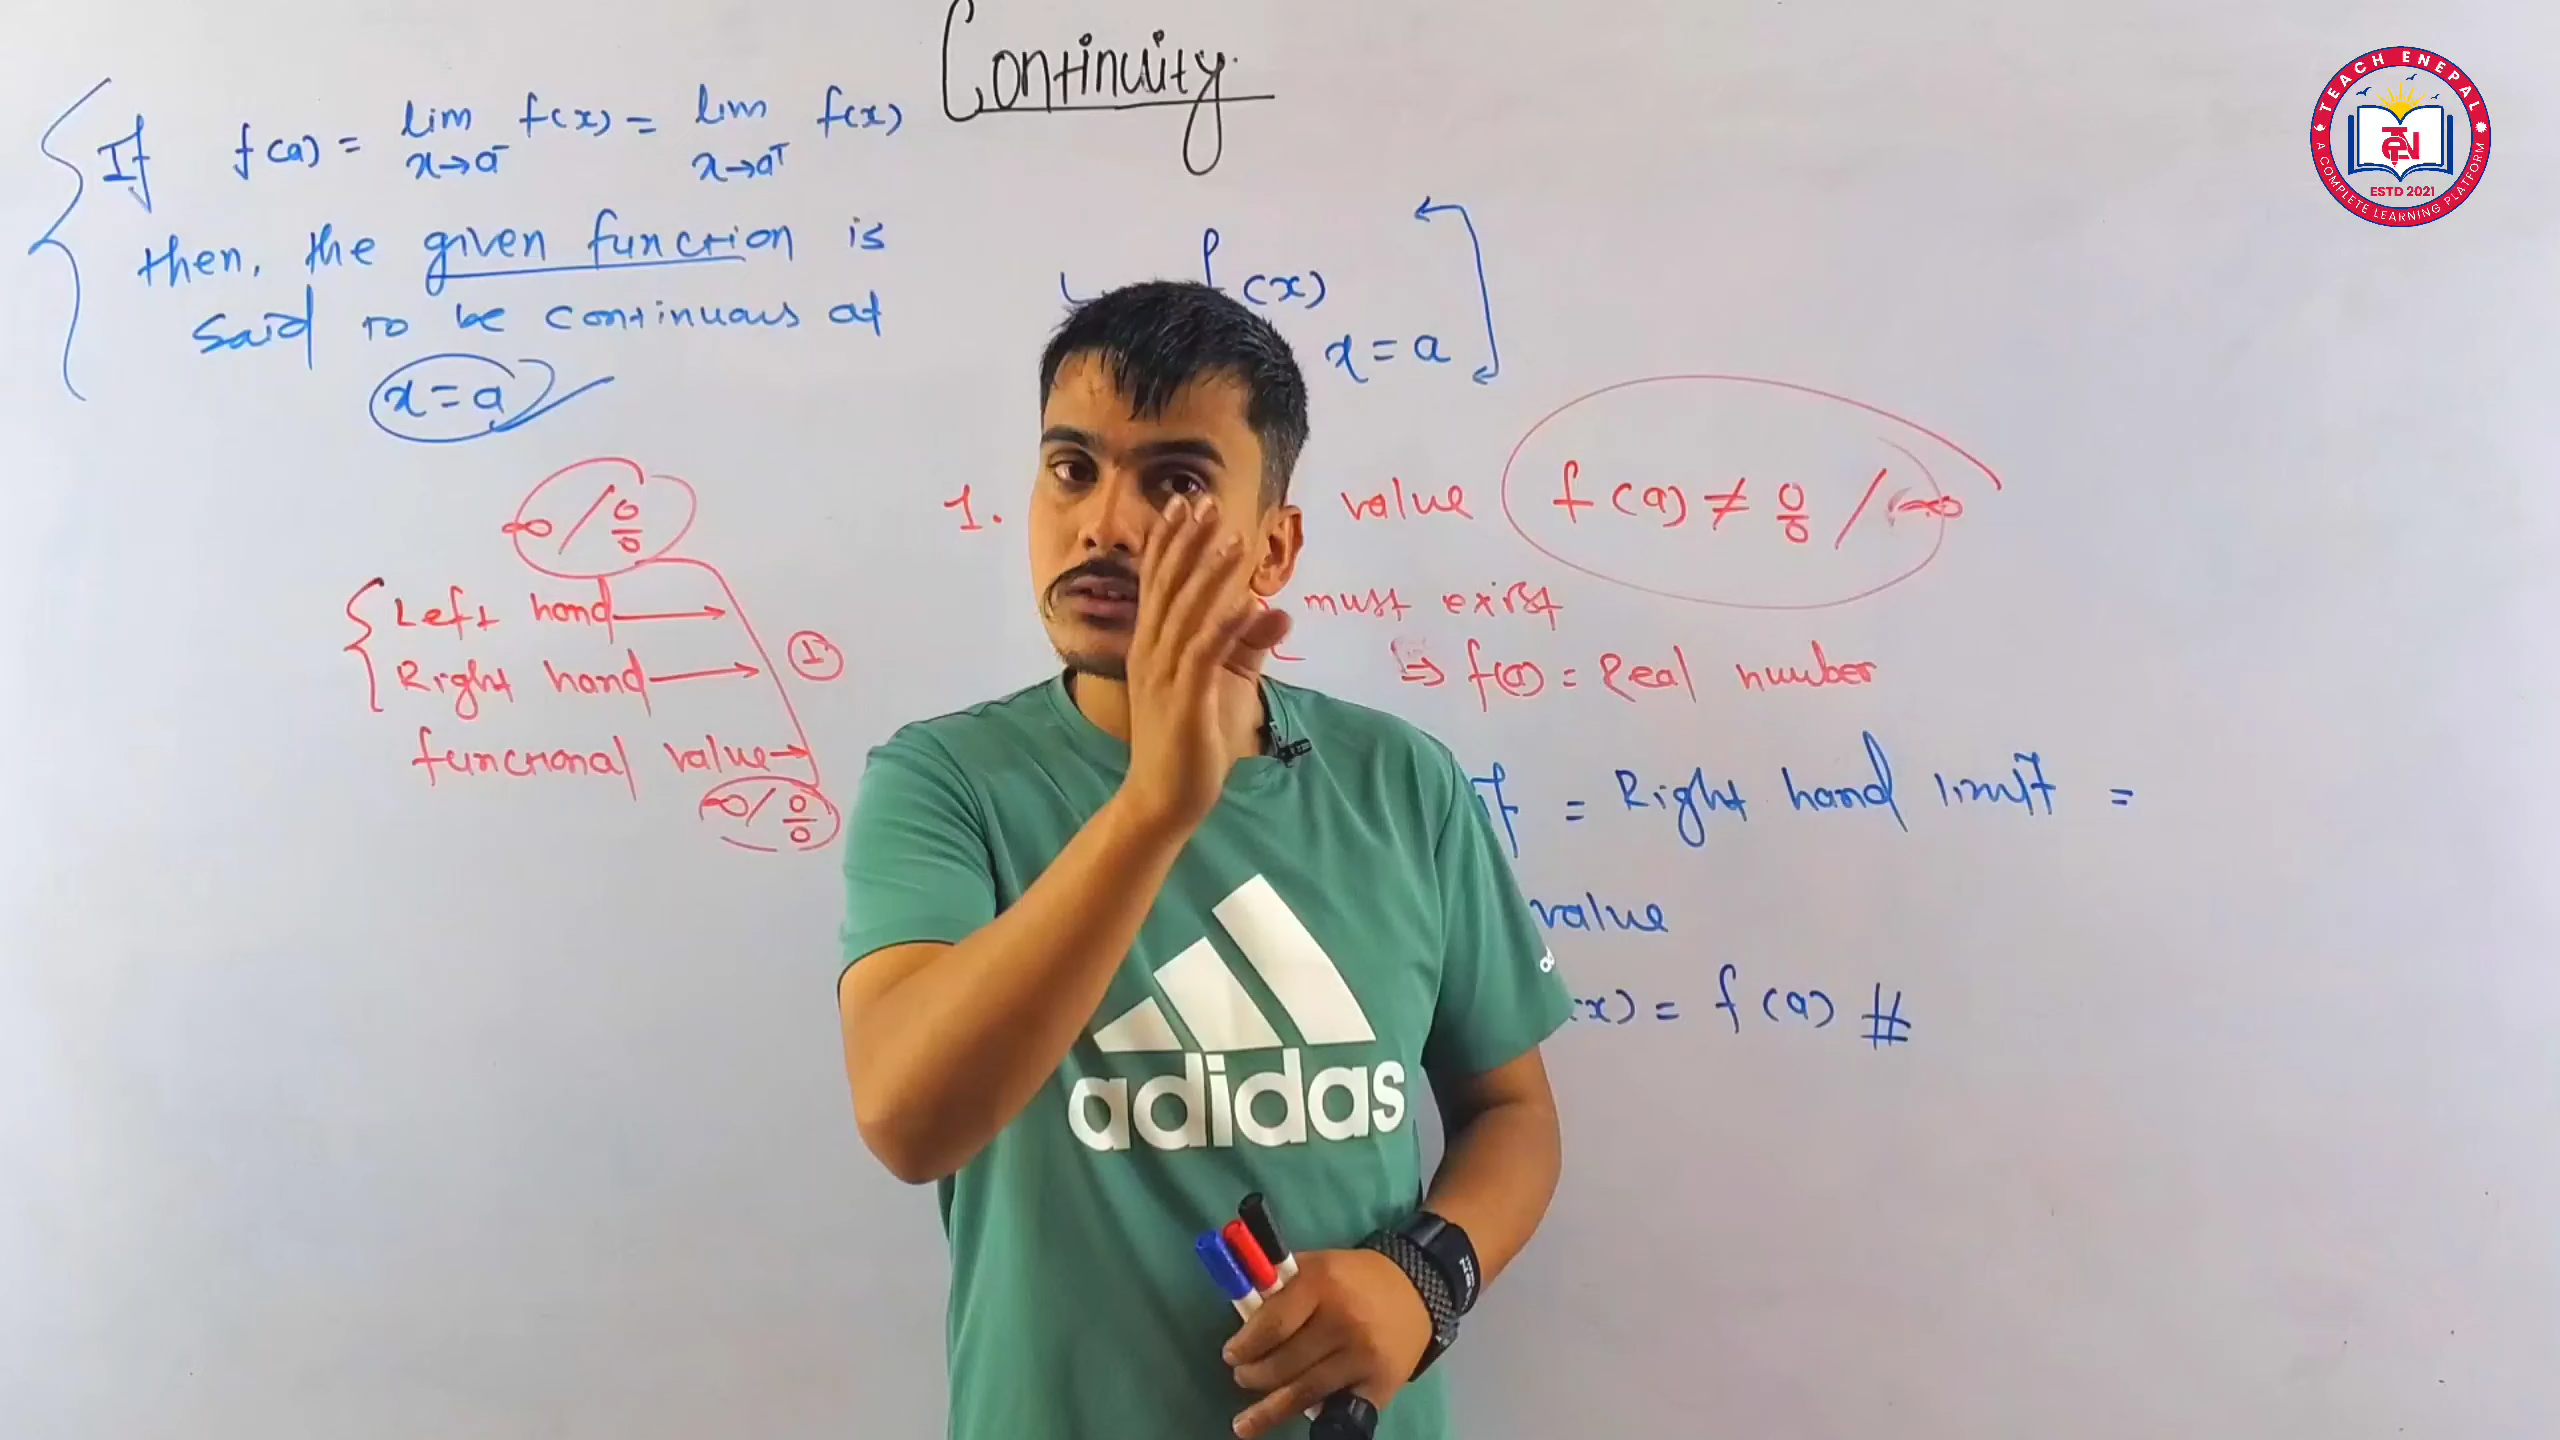 Continuity.
If f(a) = lim x→a⁻ f(x) = lim x→a⁺ f(x)
then, the given function is
said to be continuous at
x = a
f(x)
x = a
∞ / 0/0
Left hand
Right hand
I
functional value
∞ / 0/0
1. value f(a) ≠ 0/0 / ∞
must exist
⇒ f(a) = Real number
= Right hand limit =
value
(x) = f(a) #
TEACH ENEPAL
TEN
ESTD 2021
A COMPLETE LEARNING PLATFORM
adidas